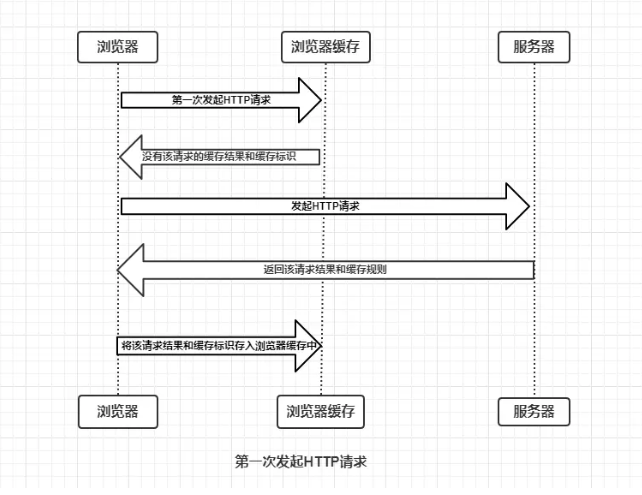 浏览器
浏览器缓存
服务器
第一次发起HTTP请求
没有该请求的缓存结果和缓存标识
发起HTTP请求
返回该请求结果和缓存规则
将该请求结果和缓存标识存入浏览器缓存中
浏览器
浏览器缓存
服务器
第一次发起HTTP请求